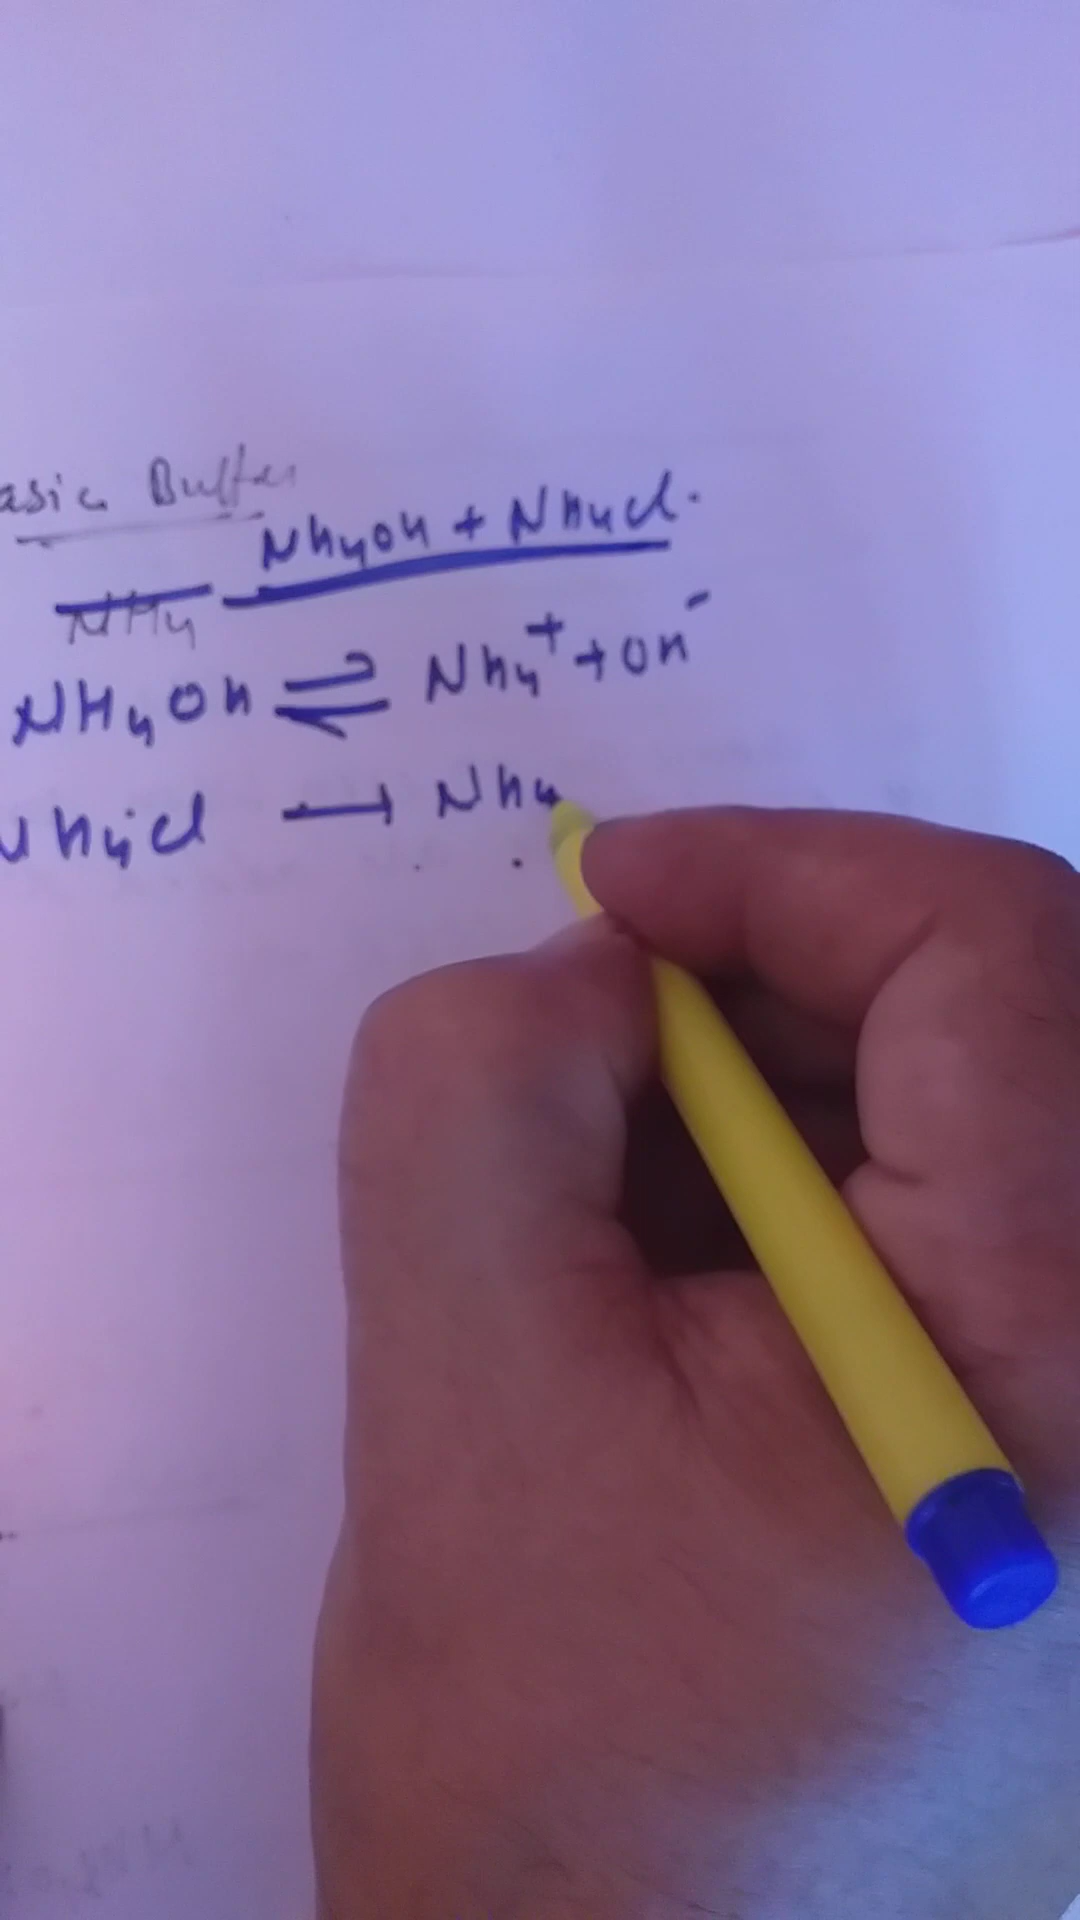 asic Buffer
Nh4oh + Nh4cl.
NH4
NH4Oh ⇌ Nh4⁺ + oh⁻
Nh4cl → Nh4